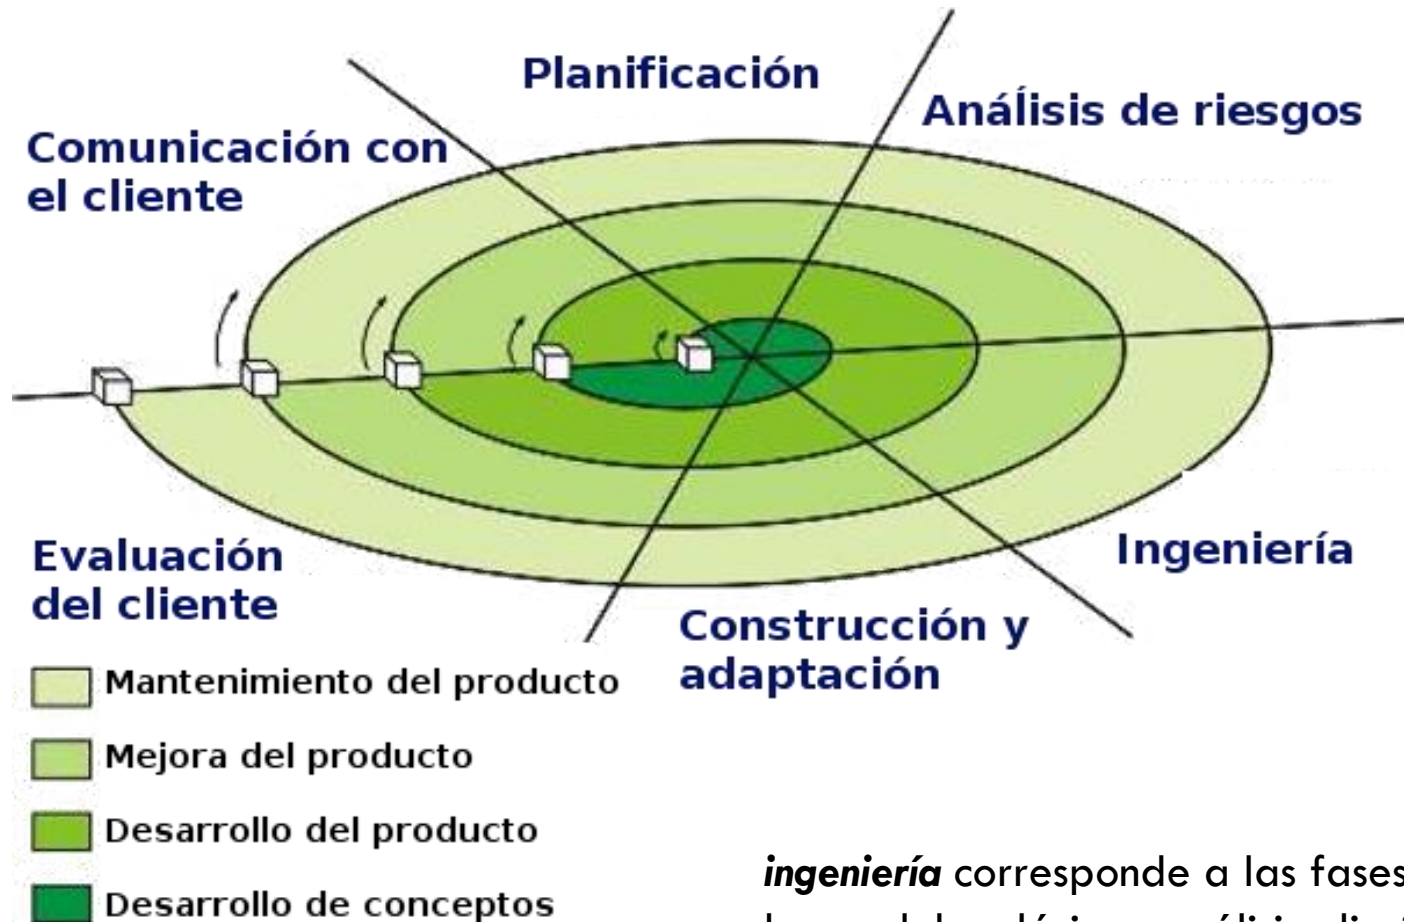 Planificación
Análisis de riesgos
Comunicación con
el cliente
Evaluación
del cliente
Ingeniería
Construcción y
adaptación
Mantenimiento del producto
Mejora del producto
Desarrollo del producto
Desarrollo de conceptos
ingeniería corresponde a las fases